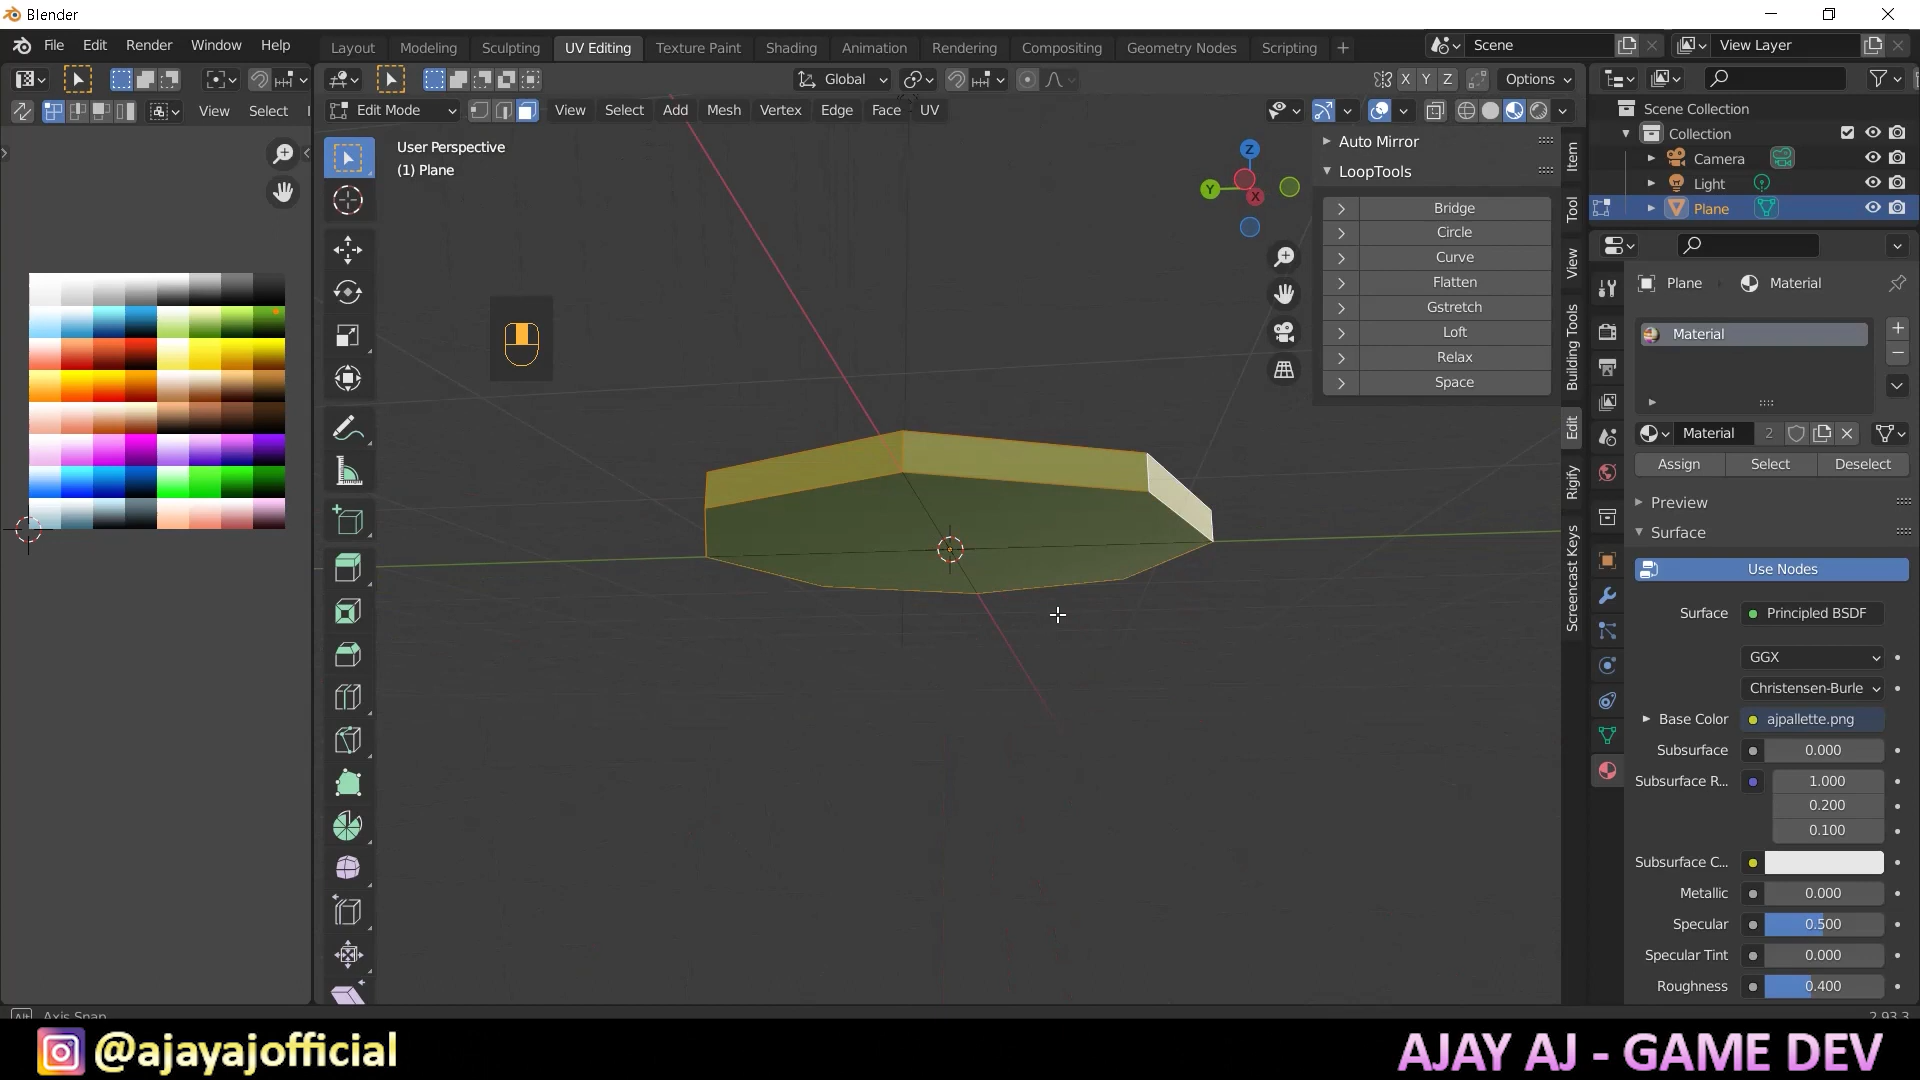 Blender
File Edit Render Window Help Layout Modeling Sculpting UV Editing Texture Paint Shading Animation Rendering Compositing Geometry Nodes Scripting Scene View Layer
Global X Y Z Options
View Select Edit Mode View Select Add Mesh Vertex Edge Face UV
User Perspective
(1) Plane
Z
Y
X
Auto Mirror
LoopTools
Bridge
Circle
Curve
Flatten
Gstretch
Loft
Relax
Space
Item
Tool
View
Building Tools
Edit
Rigify
Screencast Keys
Scene Collection
Collection
Camera
Light
Plane
Plane Material
Material
Material 2
Assign Select Deselect
Preview
Surface
Use Nodes
Surface Principled BSDF
GGX
Christensen-Burle
Base Color ajpallette.png
Subsurface 0.000
Subsurface R... 1.000
0.200
0.100
Subsurface C...
Metallic 0.000
Specular 0.500
Specular Tint 0.000
Roughness 0.400
Alt Axis Snap
2.93.3
@ajayajofficial
AJAY AJ - GAME DEV